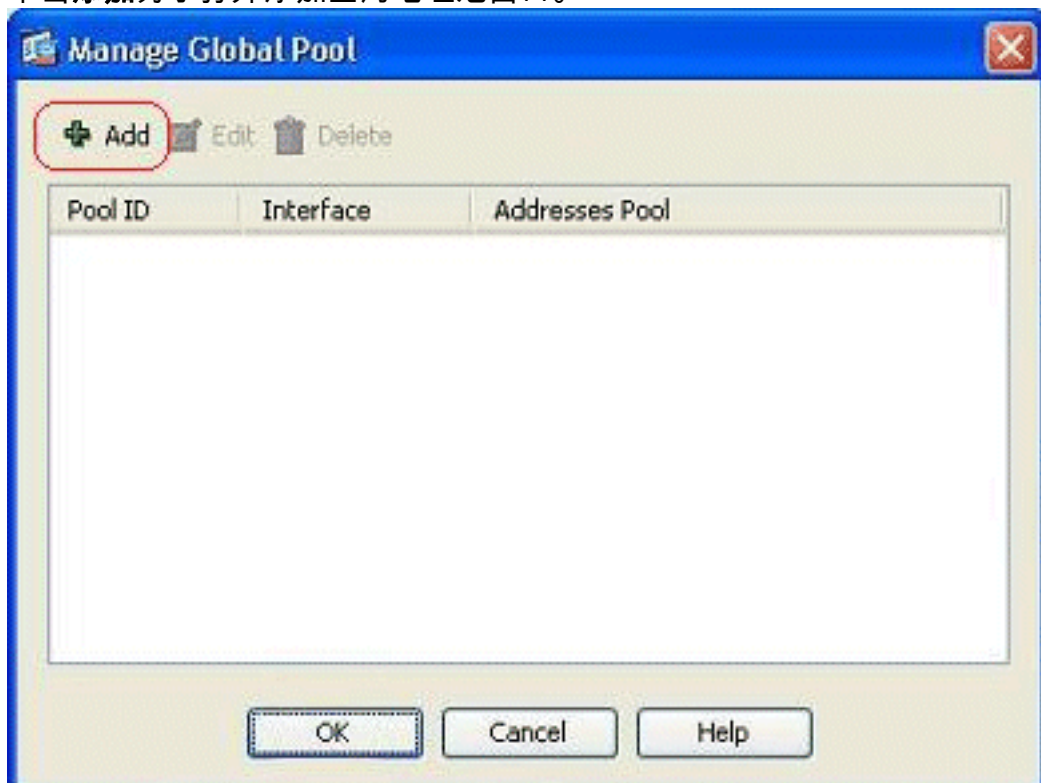 Manage Global Pool
Add Edit Delete
Pool ID Interface Addresses Pool
OK Cancel Help